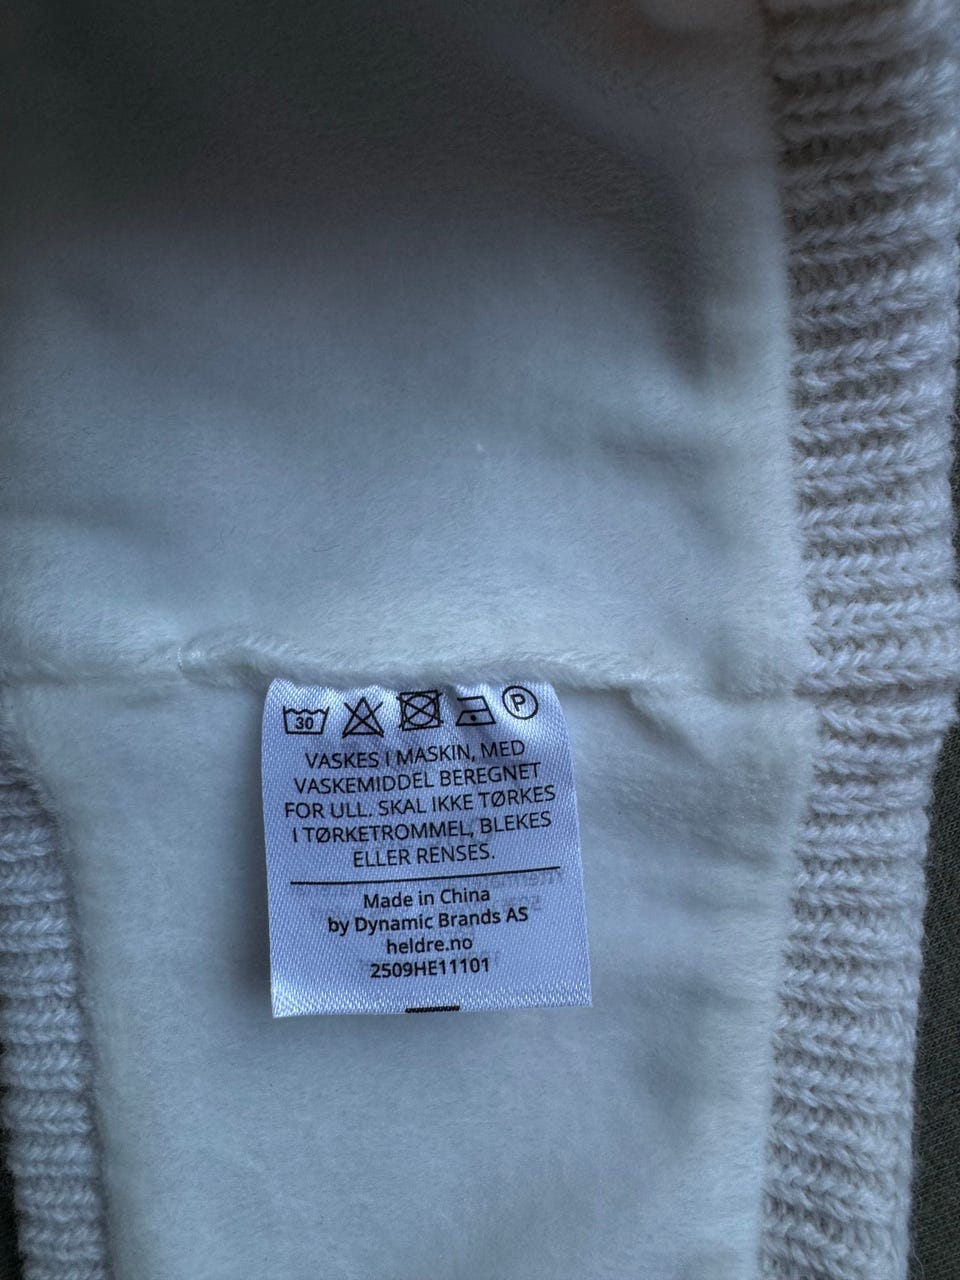 30 P
VASKES I MASKIN, MED
VASKEMIDDEL BEREGNET
FOR ULL. SKAL IKKE TØRKES
I TØRKETROMMEL, BLEKES
ELLER RENSES.
Made in China
by Dynamic Brands AS
heldre.no
2509HE11101